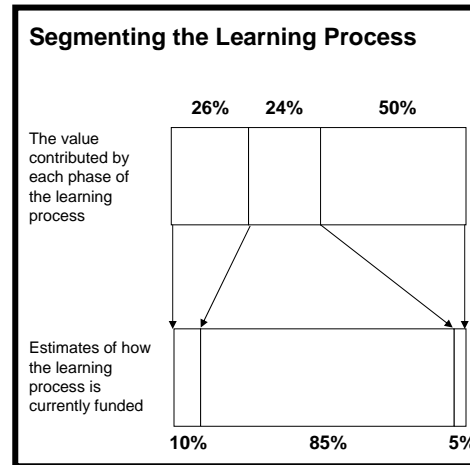 Segmenting the Learning Process
26% 24% 50%
The value
contributed by
each phase of
the learning
process
Estimates of how
the learning
process is
currently funded
10% 85% 5%